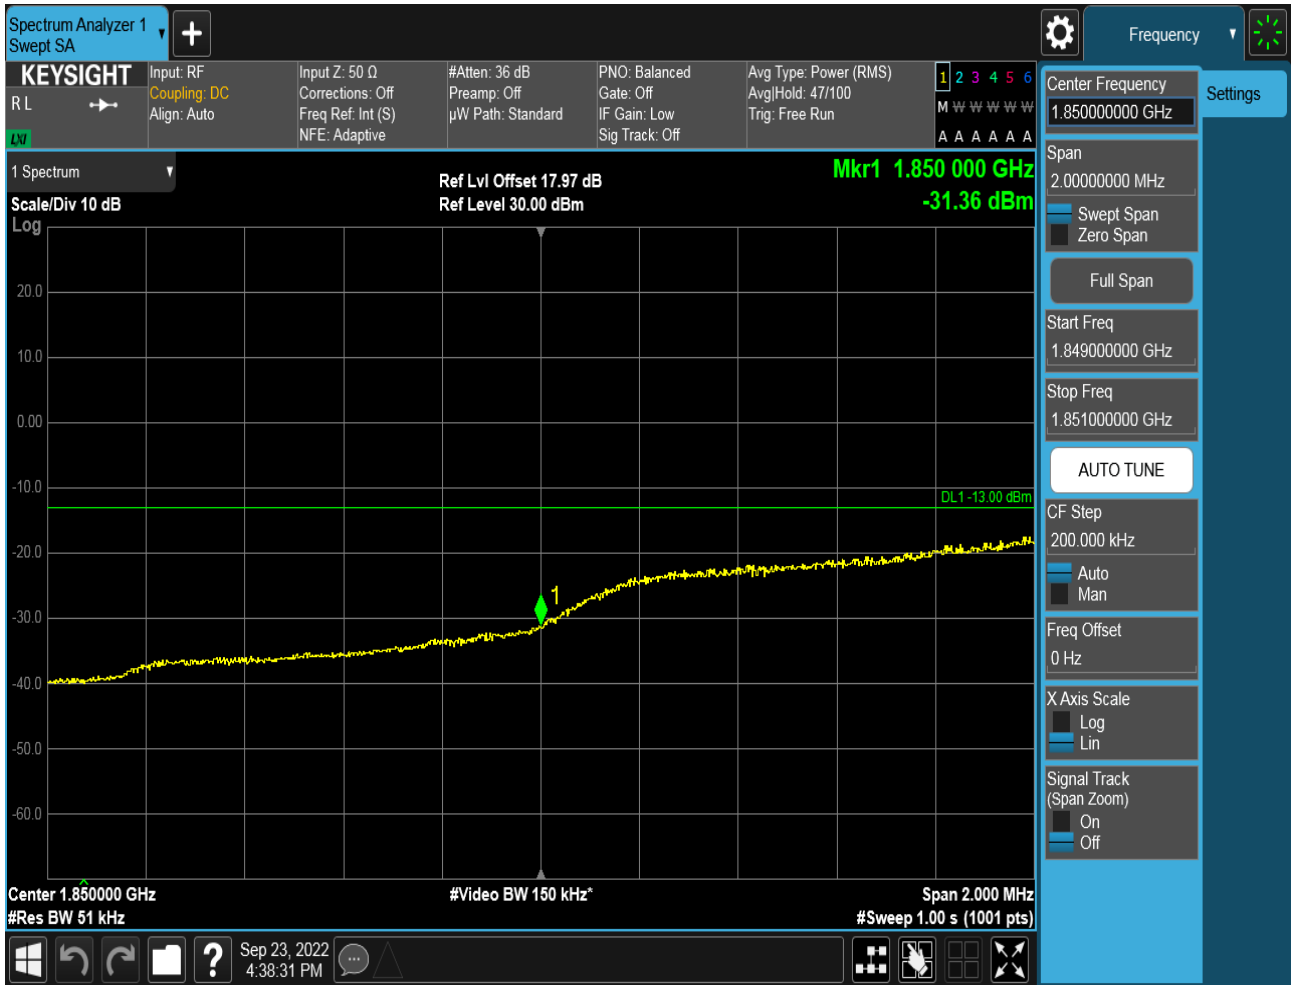 Spectrum Analyzer 1
Swept SA
Frequency
KEYSIGHT
R L
LXI
Input: RF
Coupling: DC
Align: Auto
Input Z: 50 Ω
Corrections: Off
Freq Ref: Int (S)
NFE: Adaptive
#Atten: 36 dB
Preamp: Off
µW Path: Standard
PNO: Balanced
Gate: Off
IF Gain: Low
Sig Track: Off
Avg Type: Power (RMS)
Avg|Hold: 47/100
Trig: Free Run
1 2 3 4 5 6
M W W W W W
A A A A A A
1 Spectrum
Scale/Div 10 dB
Log
Ref Lvl Offset 17.97 dB
Ref Level 30.00 dBm
Mkr1 1.850 000 GHz
-31.36 dBm
20.0
10.0
0.00
-10.0
DL1 -13.00 dBm
-20.0
1
-30.0
-40.0
-50.0
-60.0
Center 1.850000 GHz
#Res BW 51 kHz
#Video BW 150 kHz*
Span 2.000 MHz
#Sweep 1.00 s (1001 pts)
Sep 23, 2022
4:38:31 PM
Center Frequency
1.850000000 GHz
Settings
Span
2.00000000 MHz
Swept Span
Zero Span
Full Span
Start Freq
1.849000000 GHz
Stop Freq
1.851000000 GHz
AUTO TUNE
CF Step
200.000 kHz
Auto
Man
Freq Offset
0 Hz
X Axis Scale
Log
Lin
Signal Track
(Span Zoom)
On
Off